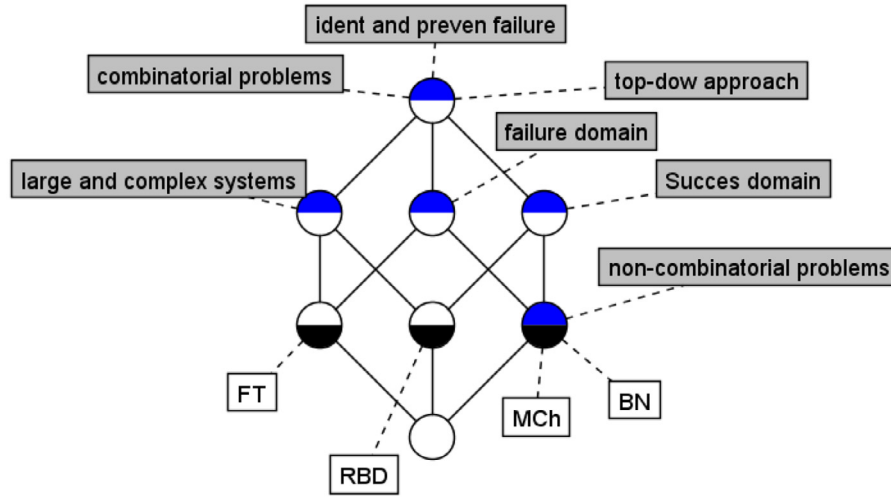 ident and preven failure
combinatorial problems
top-dow approach
failure domain
large and complex systems
Succes domain
non-combinatorial problems
FT
MCh
BN
RBD